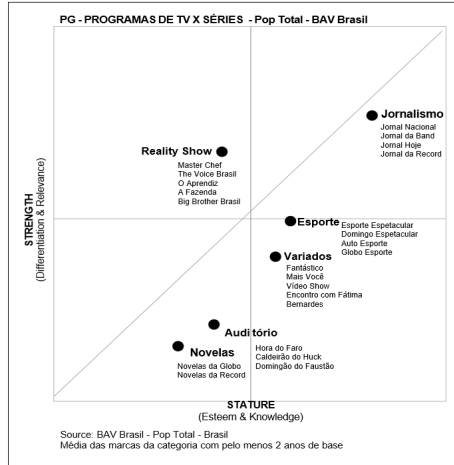 PG - PROGRAMAS DE TV X SÉRIES - Pop Total - BAV Brasil
Jornalismo
Jornal Nacional
Jornal da Band
Jornal Hoje
Jornal da Record
Reality Show
Master Chef
The Voice Brasil
O Aprendiz
A Fazenda
Big Brother Brasil
STRENGTH
(Differentiation & Relevance)
Esporte
Esporte Espetacular
Domingo Espetacular
Auto Esporte
Globo Esporte
Variados
Fantástico
Mais Você
Vídeo Show
Encontro com Fátima
Bernardes
Auditório
Hora do Faro
Caldeirão do Huck
Domingão do Faustão
Novelas
Novelas da Globo
Novelas da Record
STATURE
(Esteem & Knowledge)
Source: BAV Brasil - Pop Total - Brasil
Média das marcas da categoria com pelo menos 2 anos de base